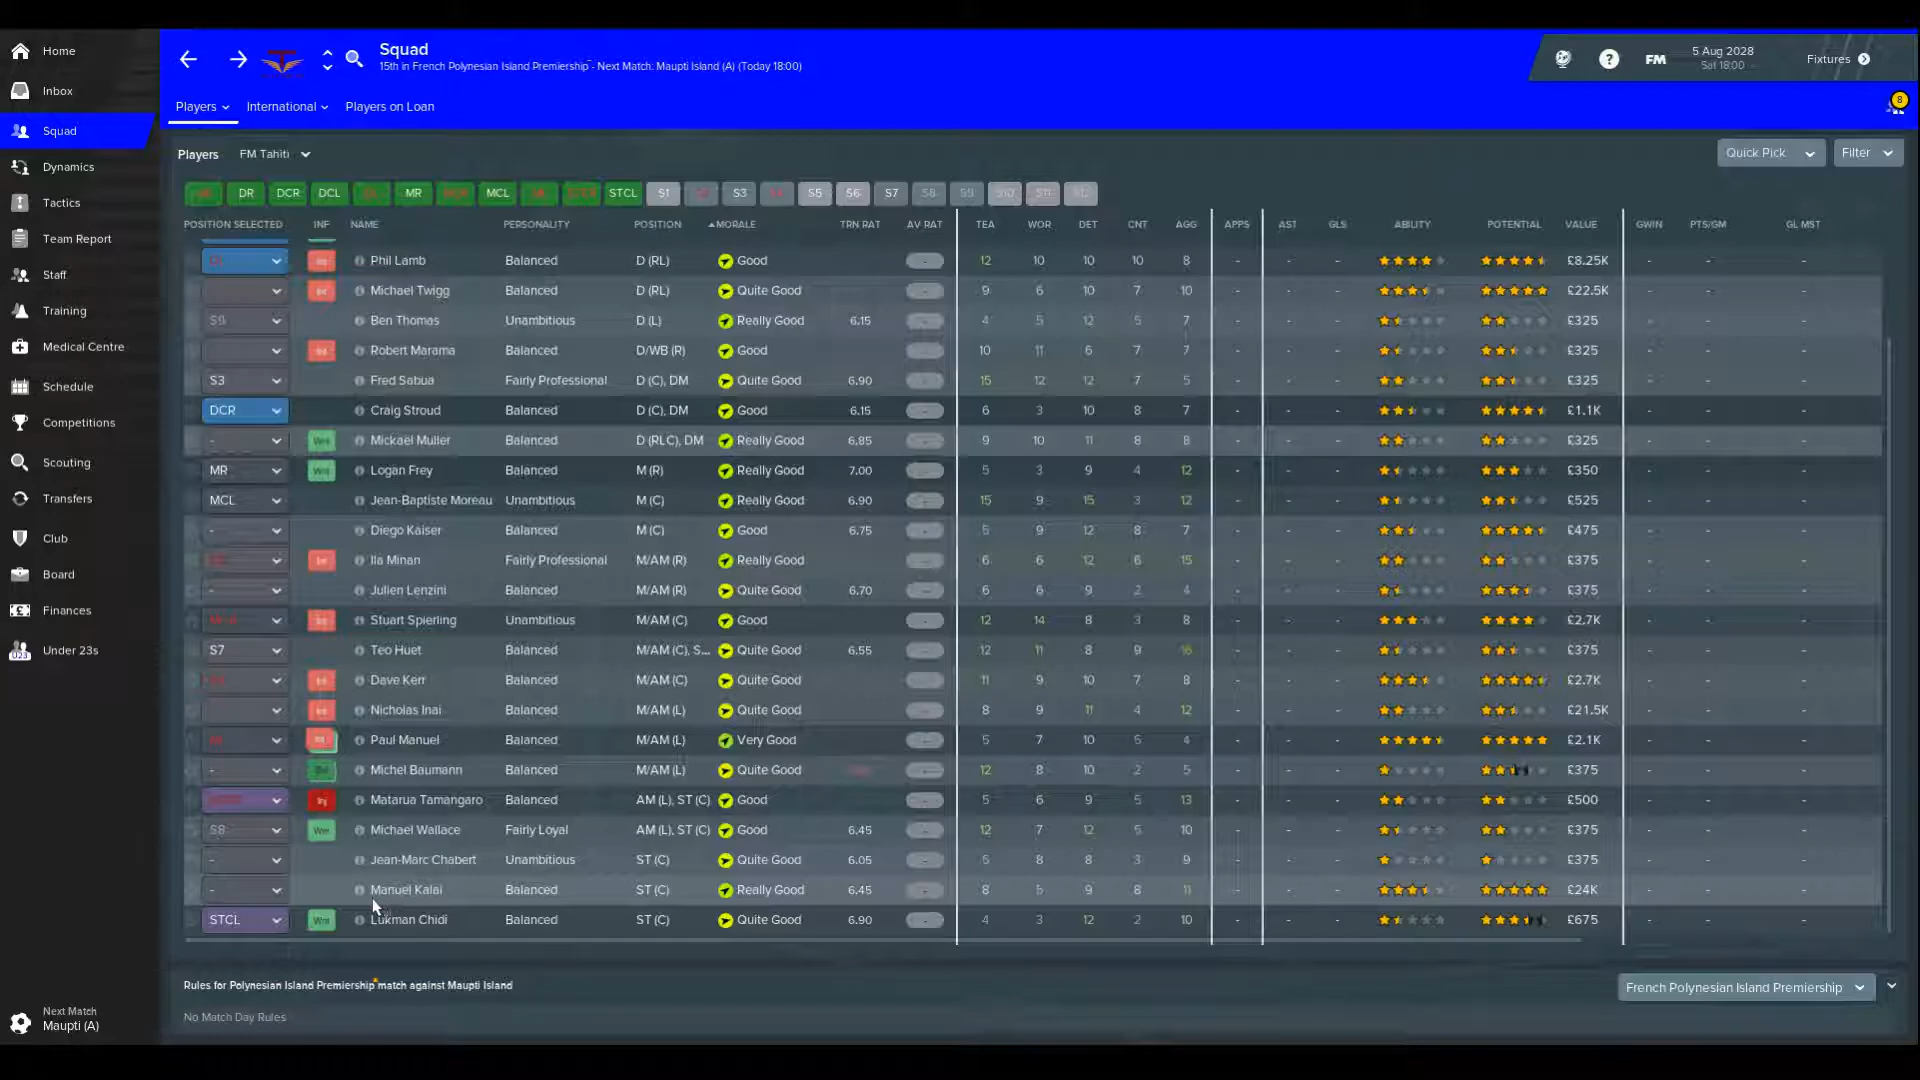 Home
Inbox
Squad
Dynamics
Tactics
Team Report
Staff
Training
Medical Centre
Schedule
Competitions
Scouting
Transfers
Club
Board
Finances
U23 Under 23s
Next Match
Maupti (A)
Squad
15th in French Polynesian Island Premiership - Next Match: Maupti Island (A) (Today 18:00)
? FM 5 Aug 2028 Fixtures
Sat 18:00
Players International Players on Loan 8
Players FM Tahiti Quick Pick Filter
DR DCR DCL MR MCL STCL S1 S3 S5 S6 S7 S8 S9 S10 S11 S12
POSITION SELECTED INF NAME PERSONALITY POSITION MORALE TRN RAT AV RAT TEA WOR DET CNT AGG APPS AST GLS ABILITY POTENTIAL VALUE GWIN PTS/GM GL MST
Phil Lamb Balanced D (RL) Good - 12 10 10 10 8 - - - £8.25K - - -
Michael Twigg Balanced D (RL) Quite Good - 9 6 10 7 10 - - - £22.5K - - -
S9 Ben Thomas Unambitious D (L) Really Good 6.15 - 4 5 12 5 7 - - - £325 - - -
Robert Marama Balanced D/WB (R) Good - 10 11 6 7 7 - - - £325 - - -
S3 Fred Sabua Fairly Professional D (C), DM Quite Good 6.90 - 15 12 12 7 5 - - - £325 - - -
DCR Craig Stroud Balanced D (C), DM Good 6.15 - 6 3 10 8 7 - - - £1.1K - - -
- Wnt Mickael Muller Balanced D (RLC), DM Really Good 6.85 - 9 10 11 8 8 - - - £325 - - -
MR Wnt Logan Frey Balanced M (R) Really Good 7.00 - 5 3 9 4 12 - - - £350 - - -
MCL Jean-Baptiste Moreau Unambitious M (C) Really Good 6.90 - 15 9 15 3 12 - - - £525 - - -
- Diego Kaiser Balanced M (C) Good 6.75 - 5 9 12 8 7 - - - £475 - - -
Ila Minan Fairly Professional M/AM (R) Really Good - 6 6 12 6 15 - - - £375 - - -
- Julien Lenzini Balanced M/AM (R) Quite Good 6.70 - 6 6 9 2 4 - - - £375 - - -
Stuart Spierling Unambitious M/AM (C) Good - 12 14 8 3 8 - - - £2.7K - - -
S7 Teo Huet Balanced M/AM (C), S... Quite Good 6.55 - 12 11 8 9 16 - - - £375 - - -
Dave Kerr Balanced M/AM (C) Quite Good - 11 9 10 7 8 - - - £2.7K - - -
Nicholas Inai Balanced M/AM (L) Quite Good - 8 9 11 4 12 - - - £21.5K - - -
Paul Manuel Balanced M/AM (L) Very Good - 5 7 10 5 4 - - - £2.1K - - -
- Michel Baumann Balanced M/AM (L) Quite Good - 12 8 10 2 5 - - - £375 - - -
Inj Matarua Tamangaro Balanced AM (L), ST (C) Good - 5 6 9 5 13 - - - £500 - - -
S8 Wnt Michael Wallace Fairly Loyal AM (L), ST (C) Good 6.45 - 12 7 12 5 10 - - - £375 - - -
- Jean-Marc Chabert Unambitious ST (C) Quite Good 6.05 - 6 8 8 3 9 - - - £375 - - -
- Manuel Kalai Balanced ST (C) Really Good 6.45 - 8 5 9 8 11 - - - £24K - - -
STCL Wnt Lukman Chidi Balanced ST (C) Quite Good 6.90 - 4 3 12 2 10 - - - £675 - - -
Rules for Polynesian Island Premiership match against Maupti Island French Polynesian Island Premiership
No Match Day Rules